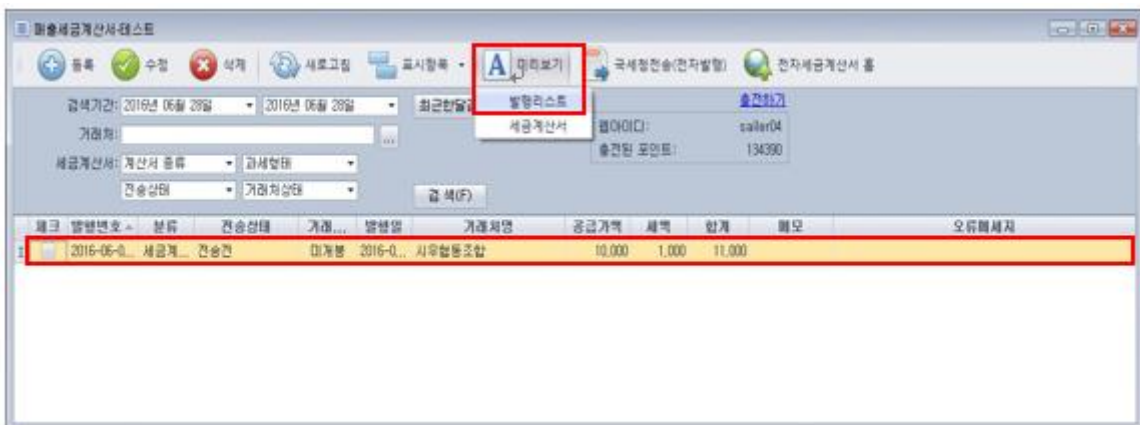 매출세금계산서-테스트
등록 수정 삭제 새로고침 표시항목 미리보기 국세청전송(전자발행) 전자세금계산서 홈
검색기간: 2016년 06월 28일 2016년 06월 28일 최근한달 발행리스트 충전하기
거래처: ... 세금계산서 웹아이디: sailer04
세금계산서: 계산서 종류 과세형태 충전된 포인트: 134390
전송상태 거래처상태 검색(F)
체크 발행번호 분류 전송상태 거래... 발행일 거래처명 공급가액 세액 합계 메모 오류메세지
1 2016-06-0... 세금계... 전송전 미개봉 2016-0... 시우협동조합 10,000 1,000 11,000